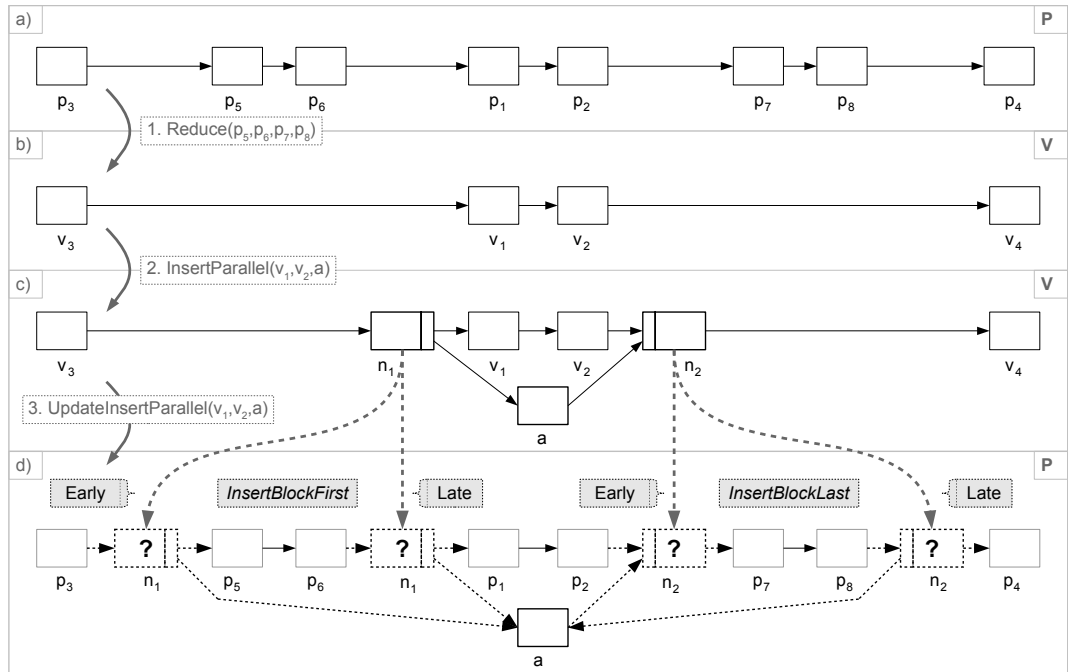 a) P
p3 p5 p6 p1 p2 p7 p8 p4
1. Reduce(p5,p6,p7,p8)
b) V
v3 v1 v2 v4
2. InsertParallel(v1,v2,a)
c) V
v3 n1 v1 v2 n2 v4
a
3. UpdateInsertParallel(v1,v2,a)
d) P
Early InsertBlockFirst Late Early InsertBlockLast Late
? ? ? ?
p3 n1 p5 p6 n1 p1 p2 n2 p7 p8 n2 p4
a